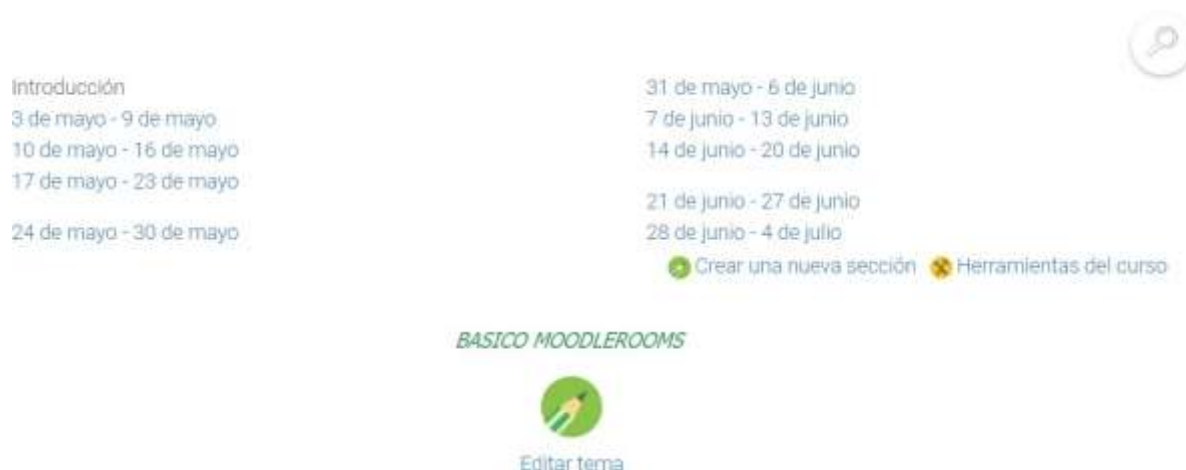 Introducción
3 de mayo - 9 de mayo
10 de mayo - 16 de mayo
17 de mayo - 23 de mayo
24 de mayo - 30 de mayo
31 de mayo - 6 de junio
7 de junio - 13 de junio
14 de junio - 20 de junio
21 de junio - 27 de junio
28 de junio - 4 de julio
Crear una nueva sección Herramientas del curso
BASICO MOODLEROOMS
Editar tema